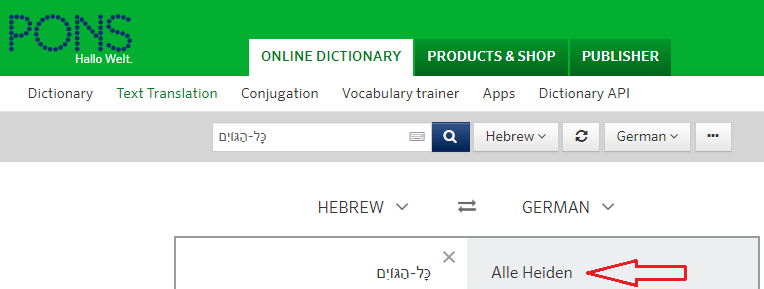 PONS
Hallo Welt.
ONLINE DICTIONARY PRODUCTS & SHOP PUBLISHER
Dictionary Text Translation Conjugation Vocabulary trainer Apps Dictionary API
כָּל-הַגּוֹיִם Hebrew German
HEBREW GERMAN
כָּל-הַגּוֹיִם Alle Heiden